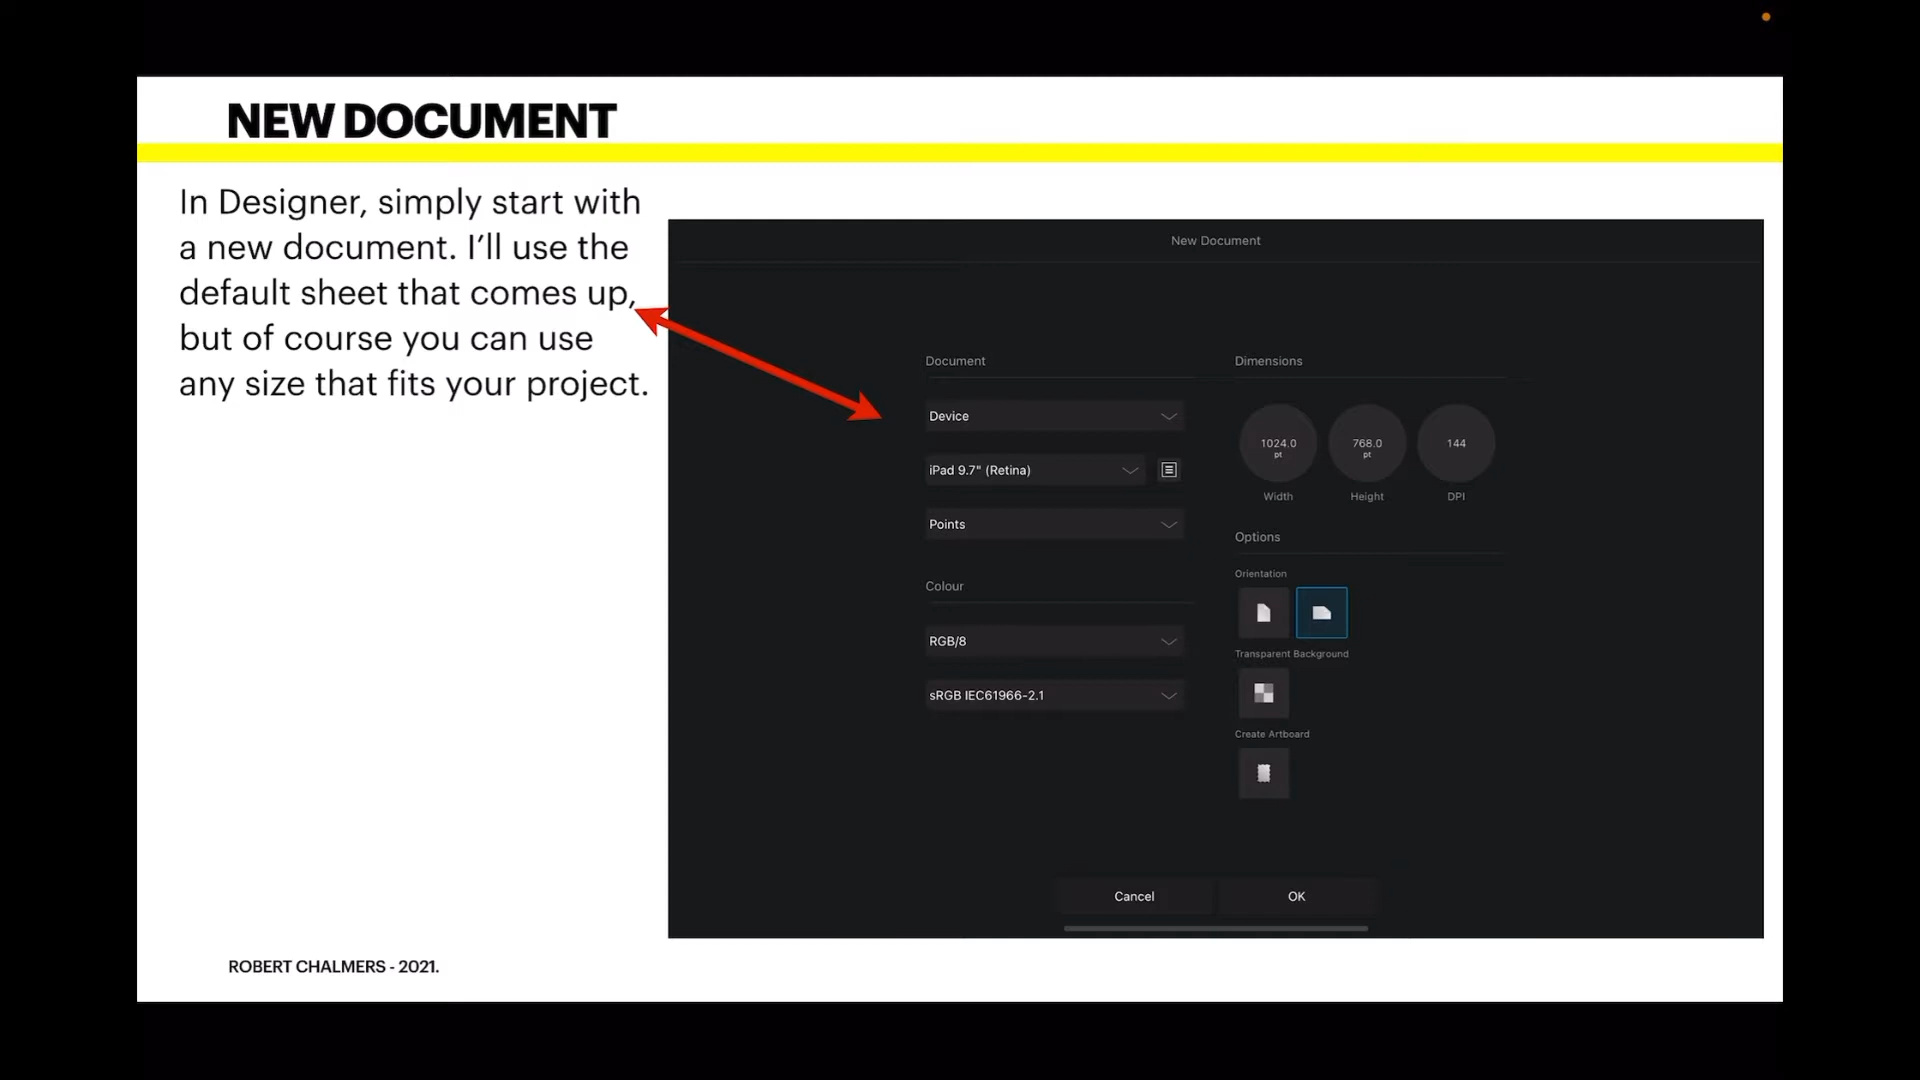 NEW DOCUMENT
In Designer, simply start with
a new document. I’ll use the
default sheet that comes up,
but of course you can use
any size that fits your project.
New Document
Document
Device
iPad 9.7" (Retina)
Points
Colour
RGB/8
sRGB IEC61966-2.1
Dimensions
1024.0 pt
768.0 pt
144
Width
Height
DPI
Options
Orientation
Transparent Background
Create Artboard
Cancel
OK
ROBERT CHALMERS - 2021.